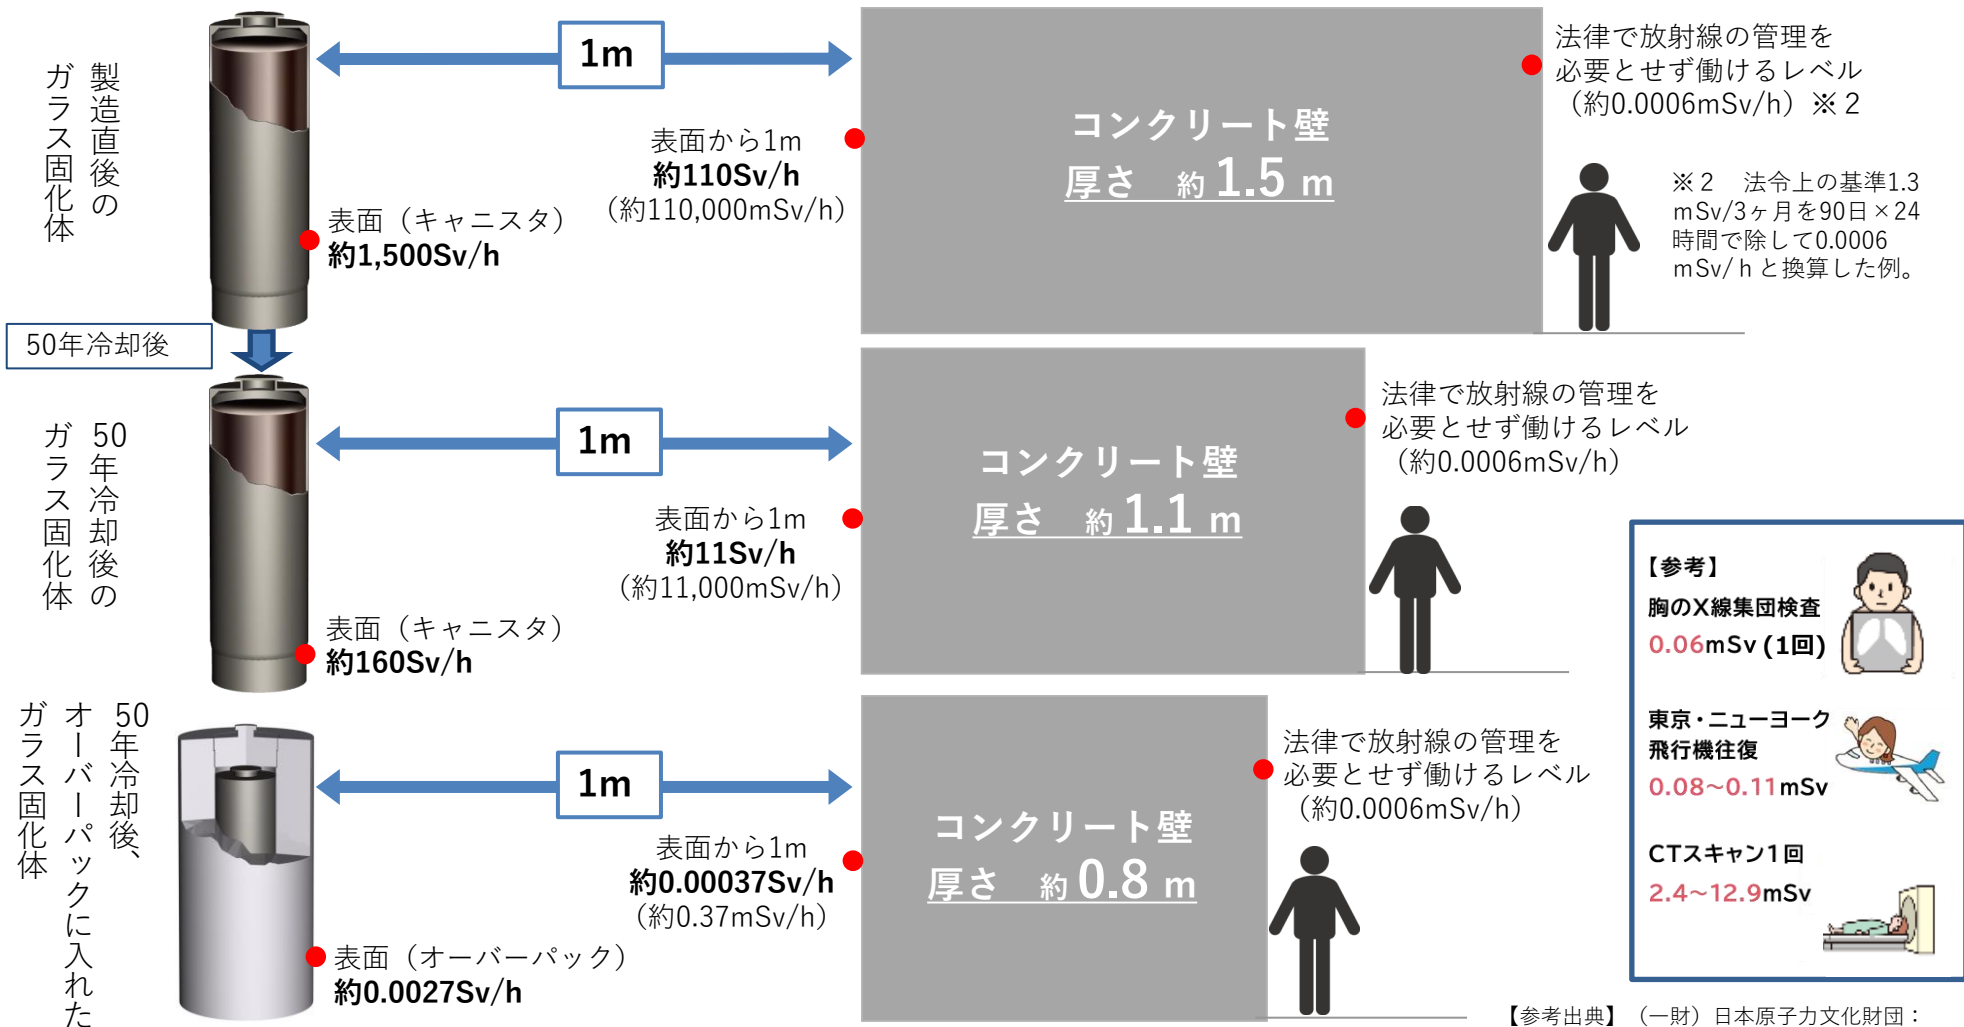 製造直後の
ガラス固化体
1m
表面（キャニスタ）
約1,500Sv/h
表面から1m
約110Sv/h
（約110,000mSv/h）
コンクリート壁
厚さ　約 1.5 m
法律で放射線の管理を
必要とせず働けるレベル
（約0.0006mSv/h）※２
※２　法令上の基準1.3
mSv/3ヶ月を90日×24
時間で除して0.0006
mSv/ｈと換算した例。
50年冷却後
50年冷却後の
ガラス固化体
1m
表面（キャニスタ）
約160Sv/h
表面から1m
約11Sv/h
（約11,000mSv/h）
コンクリート壁
厚さ　約 1.1 m
法律で放射線の管理を
必要とせず働けるレベル
（約0.0006mSv/h）
50年冷却後、
オーバーパックに入れた
ガラス固化体
1m
表面（オーバーパック）
約0.0027Sv/h
表面から1m
約0.00037Sv/h
（約0.37mSv/h）
コンクリート壁
厚さ　約 0.8 m
法律で放射線の管理を
必要とせず働けるレベル
（約0.0006mSv/h）
【参考】
胸のX線集団検査
0.06mSv (1回)
東京・ニューヨーク
飛行機往復
0.08～0.11mSv
CTスキャン1回
2.4～12.9mSv
【参考出典】（一財）日本原子力文化財団：